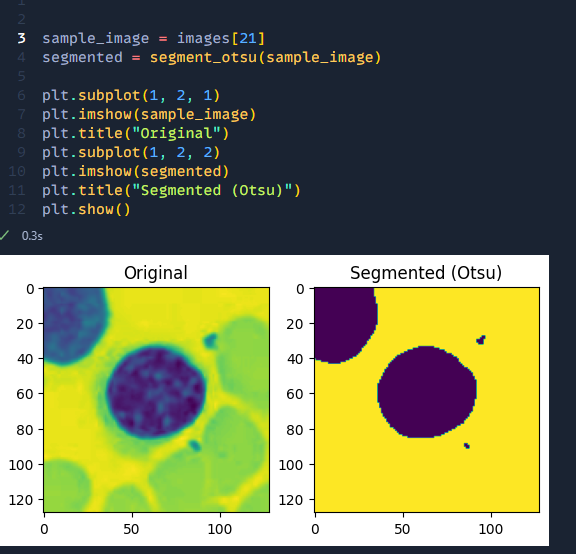 1
2
3 sample_image = images[21]
4 segmented = segment_otsu(sample_image)
5
6 plt.subplot(1, 2, 1)
7 plt.imshow(sample_image)
8 plt.title("Original")
9 plt.subplot(1, 2, 2)
10 plt.imshow(segmented)
11 plt.title("Segmented (Otsu)")
12 plt.show()
✓ 0.3s
Original
0
20
40
60
80
100
120
0 50 100
Segmented (Otsu)
0
20
40
60
80
100
120
0 50 100